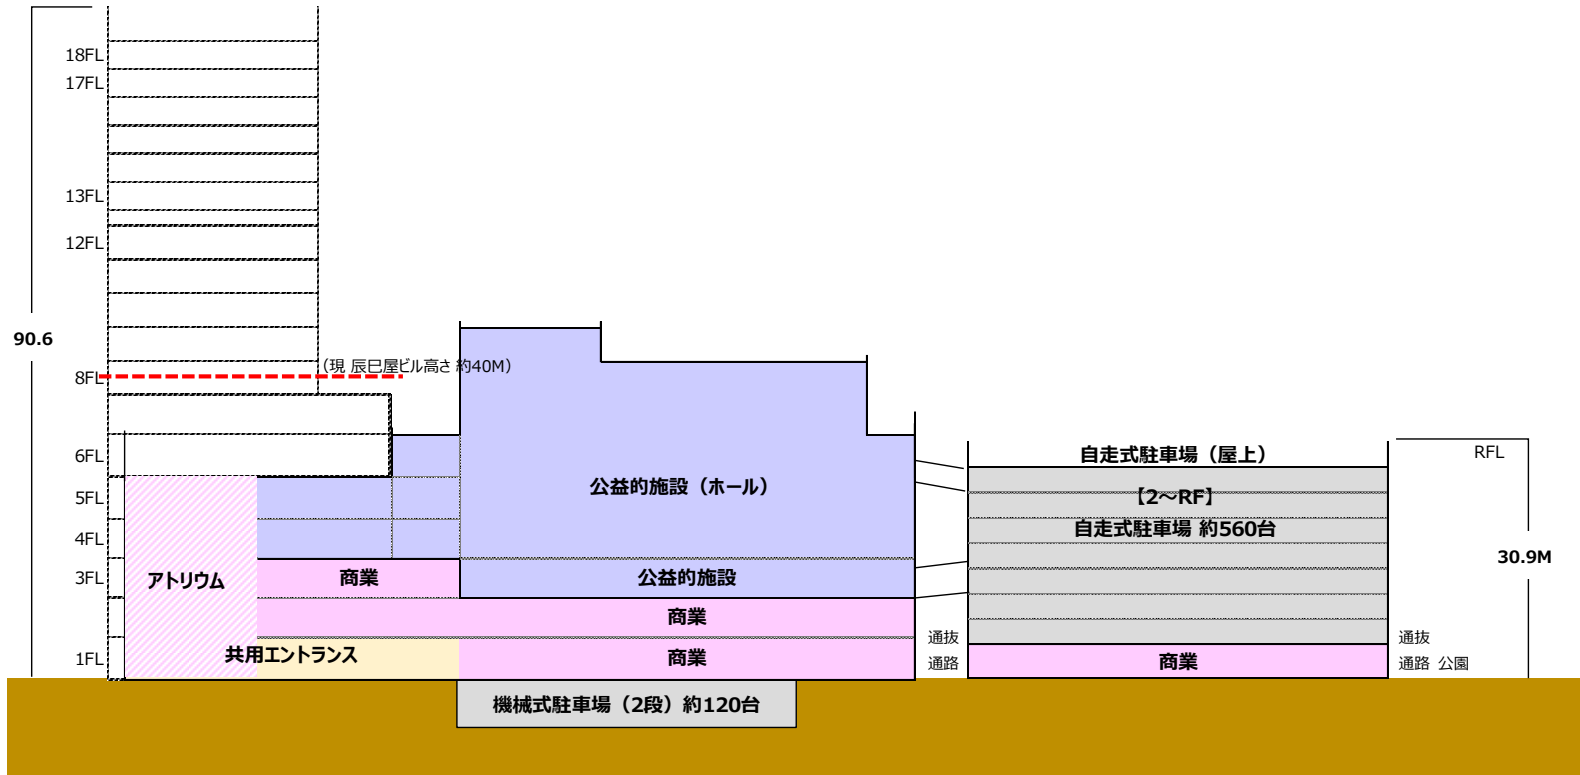 18FL
17FL
13FL
12FL
90.6
（現 辰巳屋ビル高さ 約40M）
8FL
6FL
自走式駐車場（屋上）
RFL
公益的施設（ホール）
5FL
【2～RF】
4FL
自走式駐車場 約560台
30.9M
3FL
アトリウム
商業
公益的施設
商業
通抜
通抜
共用エントランス
1FL
商業
通路
商業
通路 公園
機械式駐車場（2段）約120台